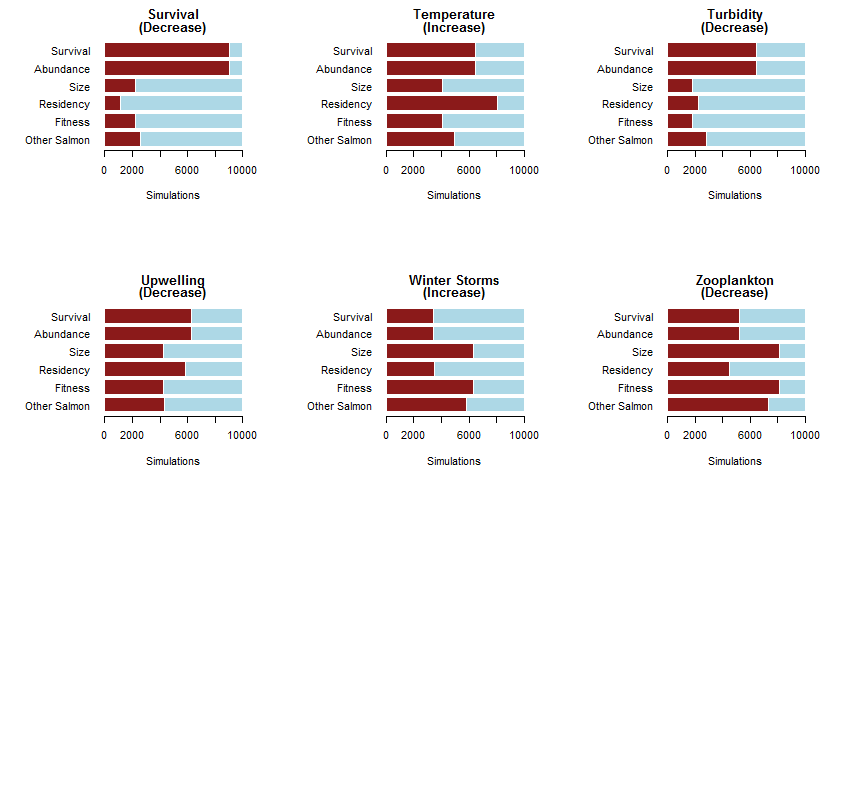 Survival
(Decrease)
Survival
Abundance
Size
Residency
Fitness
Other Salmon
0 2000 6000 10000
Simulations
Temperature
(Increase)
Survival
Abundance
Size
Residency
Fitness
Other Salmon
0 2000 6000 10000
Simulations
Turbidity
(Decrease)
Survival
Abundance
Size
Residency
Fitness
Other Salmon
0 2000 6000 10000
Simulations
Upwelling
(Decrease)
Survival
Abundance
Size
Residency
Fitness
Other Salmon
0 2000 6000 10000
Simulations
Winter Storms
(Increase)
Survival
Abundance
Size
Residency
Fitness
Other Salmon
0 2000 6000 10000
Simulations
Zooplankton
(Decrease)
Survival
Abundance
Size
Residency
Fitness
Other Salmon
0 2000 6000 10000
Simulations